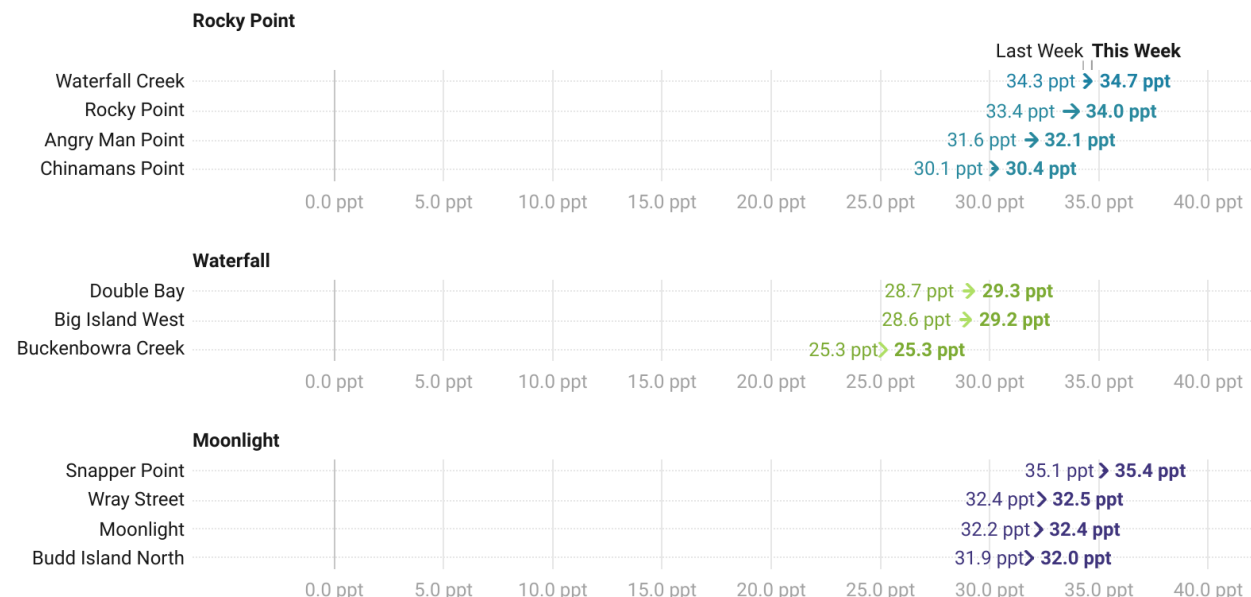 Rocky Point
Last Week This Week
Waterfall Creek 34.3 ppt 34.7 ppt
Rocky Point 33.4 ppt 34.0 ppt
Angry Man Point 31.6 ppt 32.1 ppt
Chinamans Point 30.1 ppt 30.4 ppt
0.0 ppt 5.0 ppt 10.0 ppt 15.0 ppt 20.0 ppt 25.0 ppt 30.0 ppt 35.0 ppt 40.0 ppt
Waterfall
Double Bay 28.7 ppt 29.3 ppt
Big Island West 28.6 ppt 29.2 ppt
Buckenbowra Creek 25.3 ppt 25.3 ppt
0.0 ppt 5.0 ppt 10.0 ppt 15.0 ppt 20.0 ppt 25.0 ppt 30.0 ppt 35.0 ppt 40.0 ppt
Moonlight
Snapper Point 35.1 ppt 35.4 ppt
Wray Street 32.4 ppt 32.5 ppt
Moonlight 32.2 ppt 32.4 ppt
Budd Island North 31.9 ppt 32.0 ppt
0.0 ppt 5.0 ppt 10.0 ppt 15.0 ppt 20.0 ppt 25.0 ppt 30.0 ppt 35.0 ppt 40.0 ppt